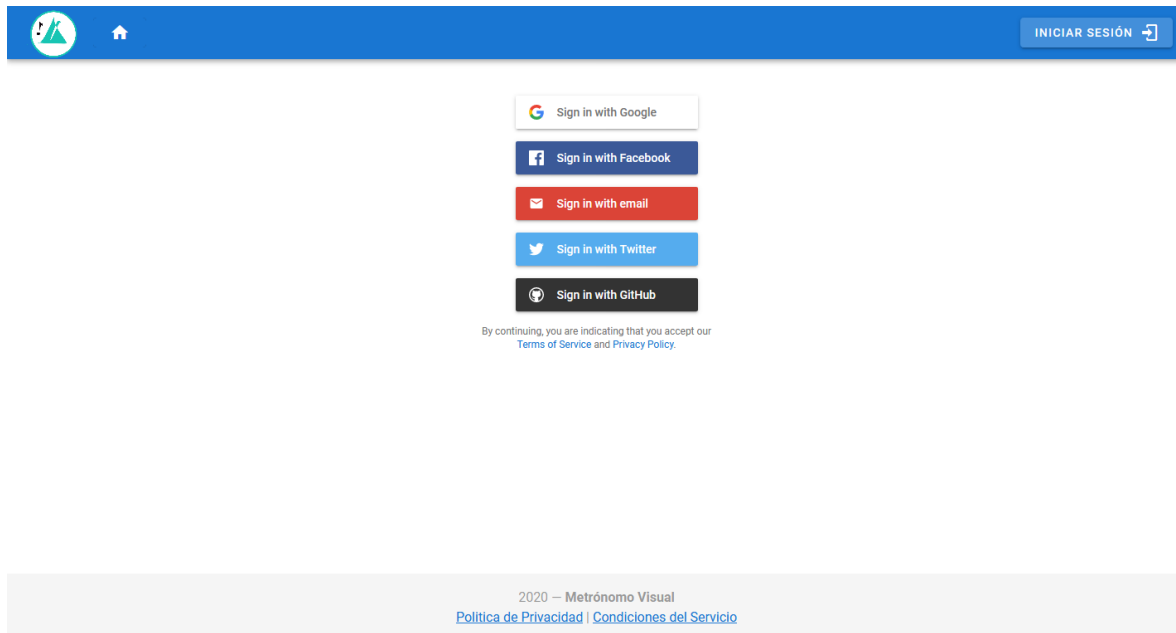 INICIAR SESIÓN
Sign in with Google
Sign in with Facebook
Sign in with email
Sign in with Twitter
Sign in with GitHub
By continuing, you are indicating that you accept our
Terms of Service and Privacy Policy.
2020 — Metrónomo Visual
Politica de Privacidad | Condiciones del Servicio